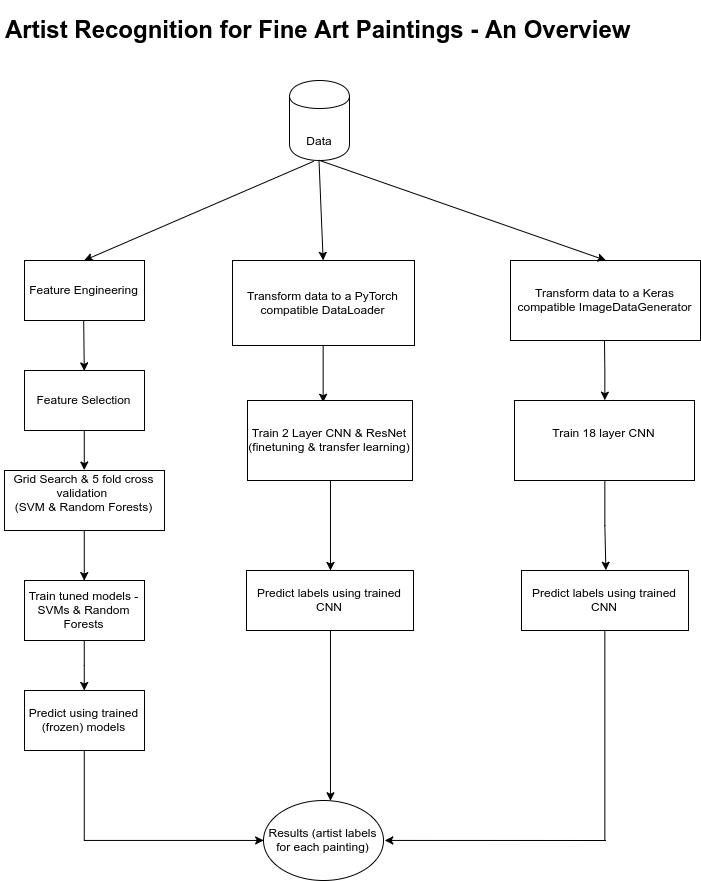 Artist Recognition for Fine Art Paintings - An Overview
Data
Feature Engineering
Transform data to a PyTorch
compatible DataLoader
Transform data to a Keras
compatible ImageDataGenerator
Feature Selection
Train 2 Layer CNN & ResNet
(finetuning & transfer learning)
Train 18 layer CNN
Grid Search & 5 fold cross
validation
(SVM & Random Forests)
Train tuned models -
SVMs & Random
Forests
Predict labels using trained
CNN
Predict labels using trained
CNN
Predict using trained
(frozen) models
Results (artist labels
for each painting)